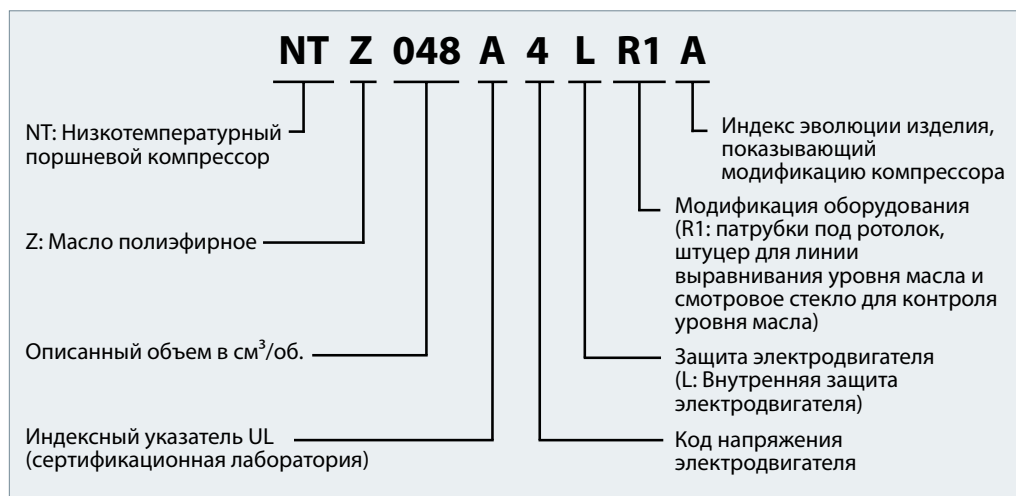 NT Z 048 A 4 L R1 A
NT: Низкотемпературный
поршневой компрессор
Z: Масло полиэфирное
Описанный объем в см³/об.
Индексный указатель UL
(сертификационная лаборатория)
Индекс эволюции изделия,
показывающий
модификацию компрессора
Модификация оборудования
(R1: патрубки под ротолок,
штуцер для линии
выравнивания уровня масла и
смотровое стекло для контроля
уровня масла)
Защита электродвигателя
(L: Внутренняя защита
электродвигателя)
Код напряжения
электродвигателя